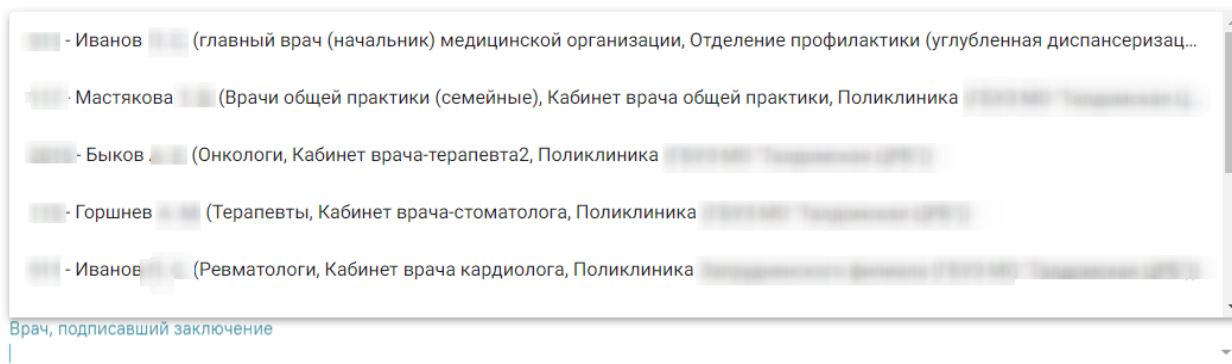 - Иванов (главный врач (начальник) медицинской организации, Отделение профилактики (углубленная диспансеризац...
- Мастякова (Врачи общей практики (семейные), Кабинет врача общей практики, Поликлиника
- Быков (Онкологи, Кабинет врача-терапевта2, Поликлиника
- Горшнев (Терапевты, Кабинет врача-стоматолога, Поликлиника
- Иванов (Ревматологи, Кабинет врача кардиолога, Поликлиника
Врач, подписавший заключение